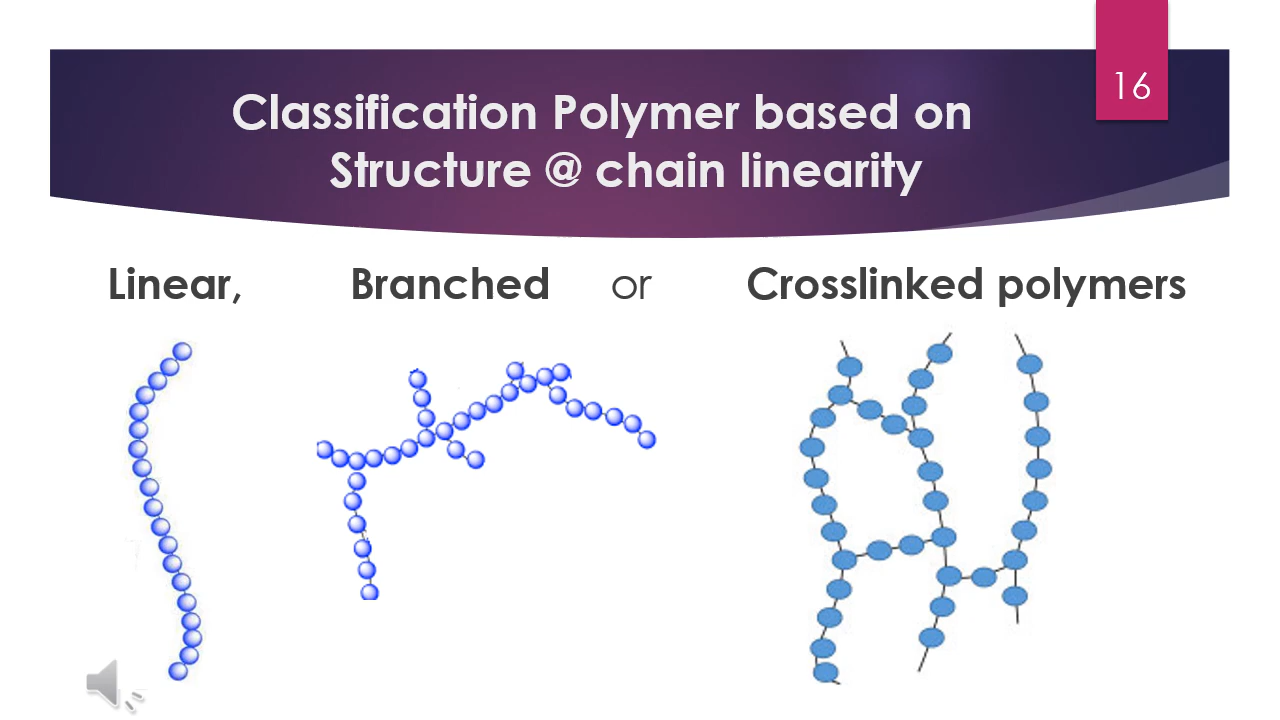 16
Classification Polymer based on
Structure @ chain linearity
Linear, Branched or Crosslinked polymers